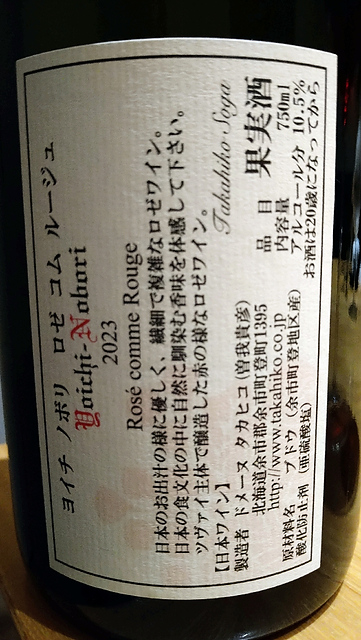 ヨイチ ノボリ ロゼ コム ルージュ
Yoichi-Nobori
2023
Rosé comme Rouge
日本のお出汁の様に優しく、繊細で複雑なロゼワイン。
日本の食文化の中に自然に馴染む香味を体感して下さい。
ツヴァイ主体で醸造した赤の様なロゼワイン。
Takahiko Soga
【日本ワイン】
製造者 ドメーヌ タカヒコ (曽我貴彦)
北海道余市郡余市町登町1395
http://www.takahiko.co.jp
原材料名 ブドウ (余市町登地区産)
酸化防止剤 (亜硫酸塩)
品目 果実酒
内容量 750ml
アルコール分 10.5%
お酒は20歳になってから